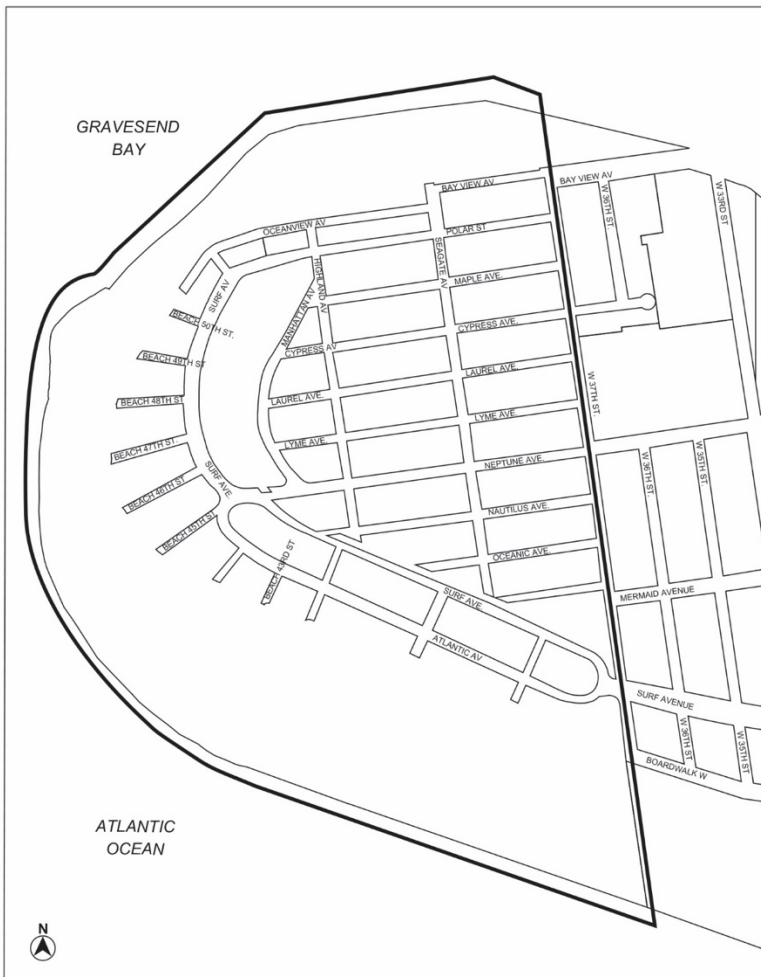 GRAVESEND
BAY
BAY VIEW AV
BAY VIEW AV
W 36TH ST.
W 33RD ST
OCEANVIEW AV
POLAR ST
SEAGATE AV
HIGHLAND AV
MAPLE AVE.
SURF AV
MANHATTAN AV
BEACH 50TH ST.
CYPRESS AVE.
CYPRESS AV
BEACH 49TH ST
LAUREL AVE.
W 37TH ST.
LAUREL AVE.
BEACH 48TH ST
LYME AVE.
LYME AVE.
BEACH 47TH ST.
NEPTUNE AVE.
SURF AVE.
W 36TH ST.
W 35TH ST.
BEACH 46TH ST
NAUTILUS AVE.
BEACH 45TH ST
OCEANIC AVE.
BEACH 43RD ST
SURF AVE.
MERMAID AVENUE
ATLANTIC AV
SURF AVENUE
W 36TH ST
W 35TH ST
BOARDWALK W
ATLANTIC
OCEAN
N